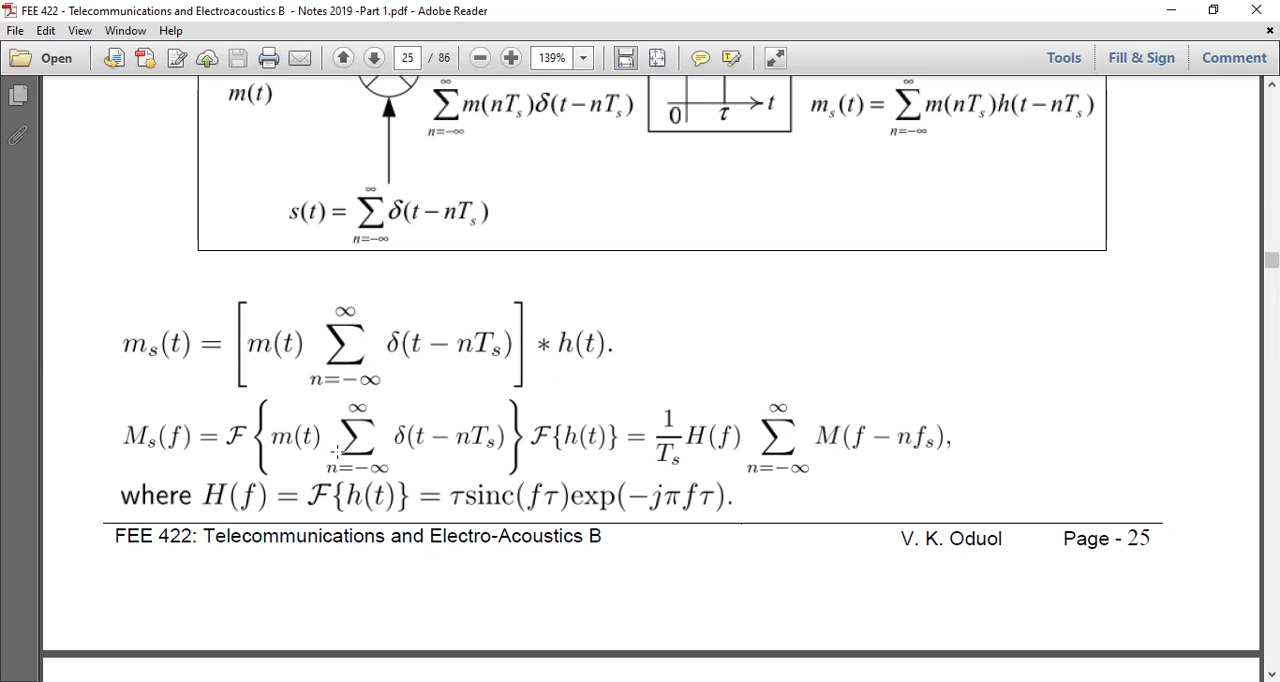 FEE 422 - Telecommunications and Electroacoustics B - Notes 2019 -Part 1.pdf - Adobe Reader
File Edit View Window Help
Open 25 / 86 139% Tools Fill & Sign Comment
m(t) ∑_{n=−∞}^{∞} m(nT_s)δ(t−nT_s) 0 τ t m_s(t) = ∑_{n=−∞}^{∞} m(nT_s)h(t−nT_s)
s(t) = ∑_{n=−∞}^{∞} δ(t−nT_s)
m_s(t) = [m(t) ∑_{n=−∞}^{∞} δ(t − nT_s)] ∗ h(t).
M_s(f) = ℱ{m(t) ∑_{n=−∞}^{∞} δ(t − nT_s)} ℱ{h(t)} = 1/T_s H(f) ∑_{n=−∞}^{∞} M(f − nf_s),
where H(f) = ℱ{h(t)} = τsinc(fτ)exp(−jπfτ).
FEE 422: Telecommunications and Electro-Acoustics B V. K. Oduol Page - 25